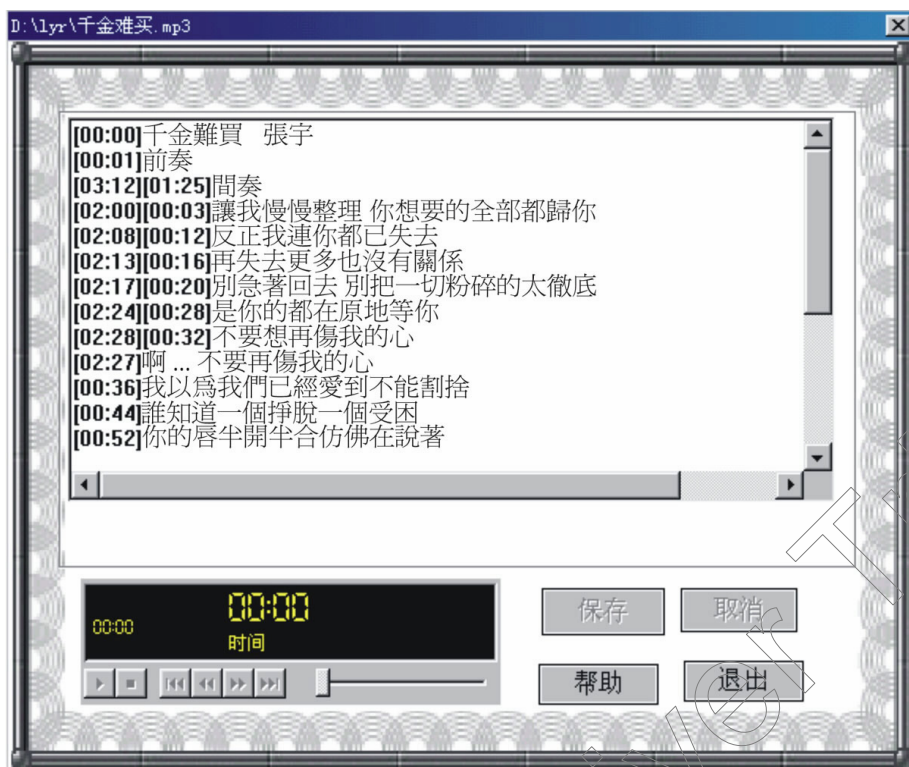 D:\lyr\千金难买.mp3
[00:00]千金難買 張宇
[00:01]前奏
[03:12][01:25]間奏
[02:00][00:03]讓我慢慢整理 你想要的全部都歸你
[02:08][00:12]反正我連你都已失去
[02:13][00:16]再失去更多也沒有關係
[02:17][00:20]別急著回去 別把一切粉碎的太徹底
[02:24][00:28]是你的都在原地等你
[02:28][00:32]不要想再傷我的心
[02:27]啊 ... 不要再傷我的心
[00:36]我以爲我們已經愛到不能割捨
[00:44]誰知道一個掙脫一個受困
[00:52]你的唇半開半合仿佛在說著
00:00
00:00
时间
保存
取消
帮助
退出